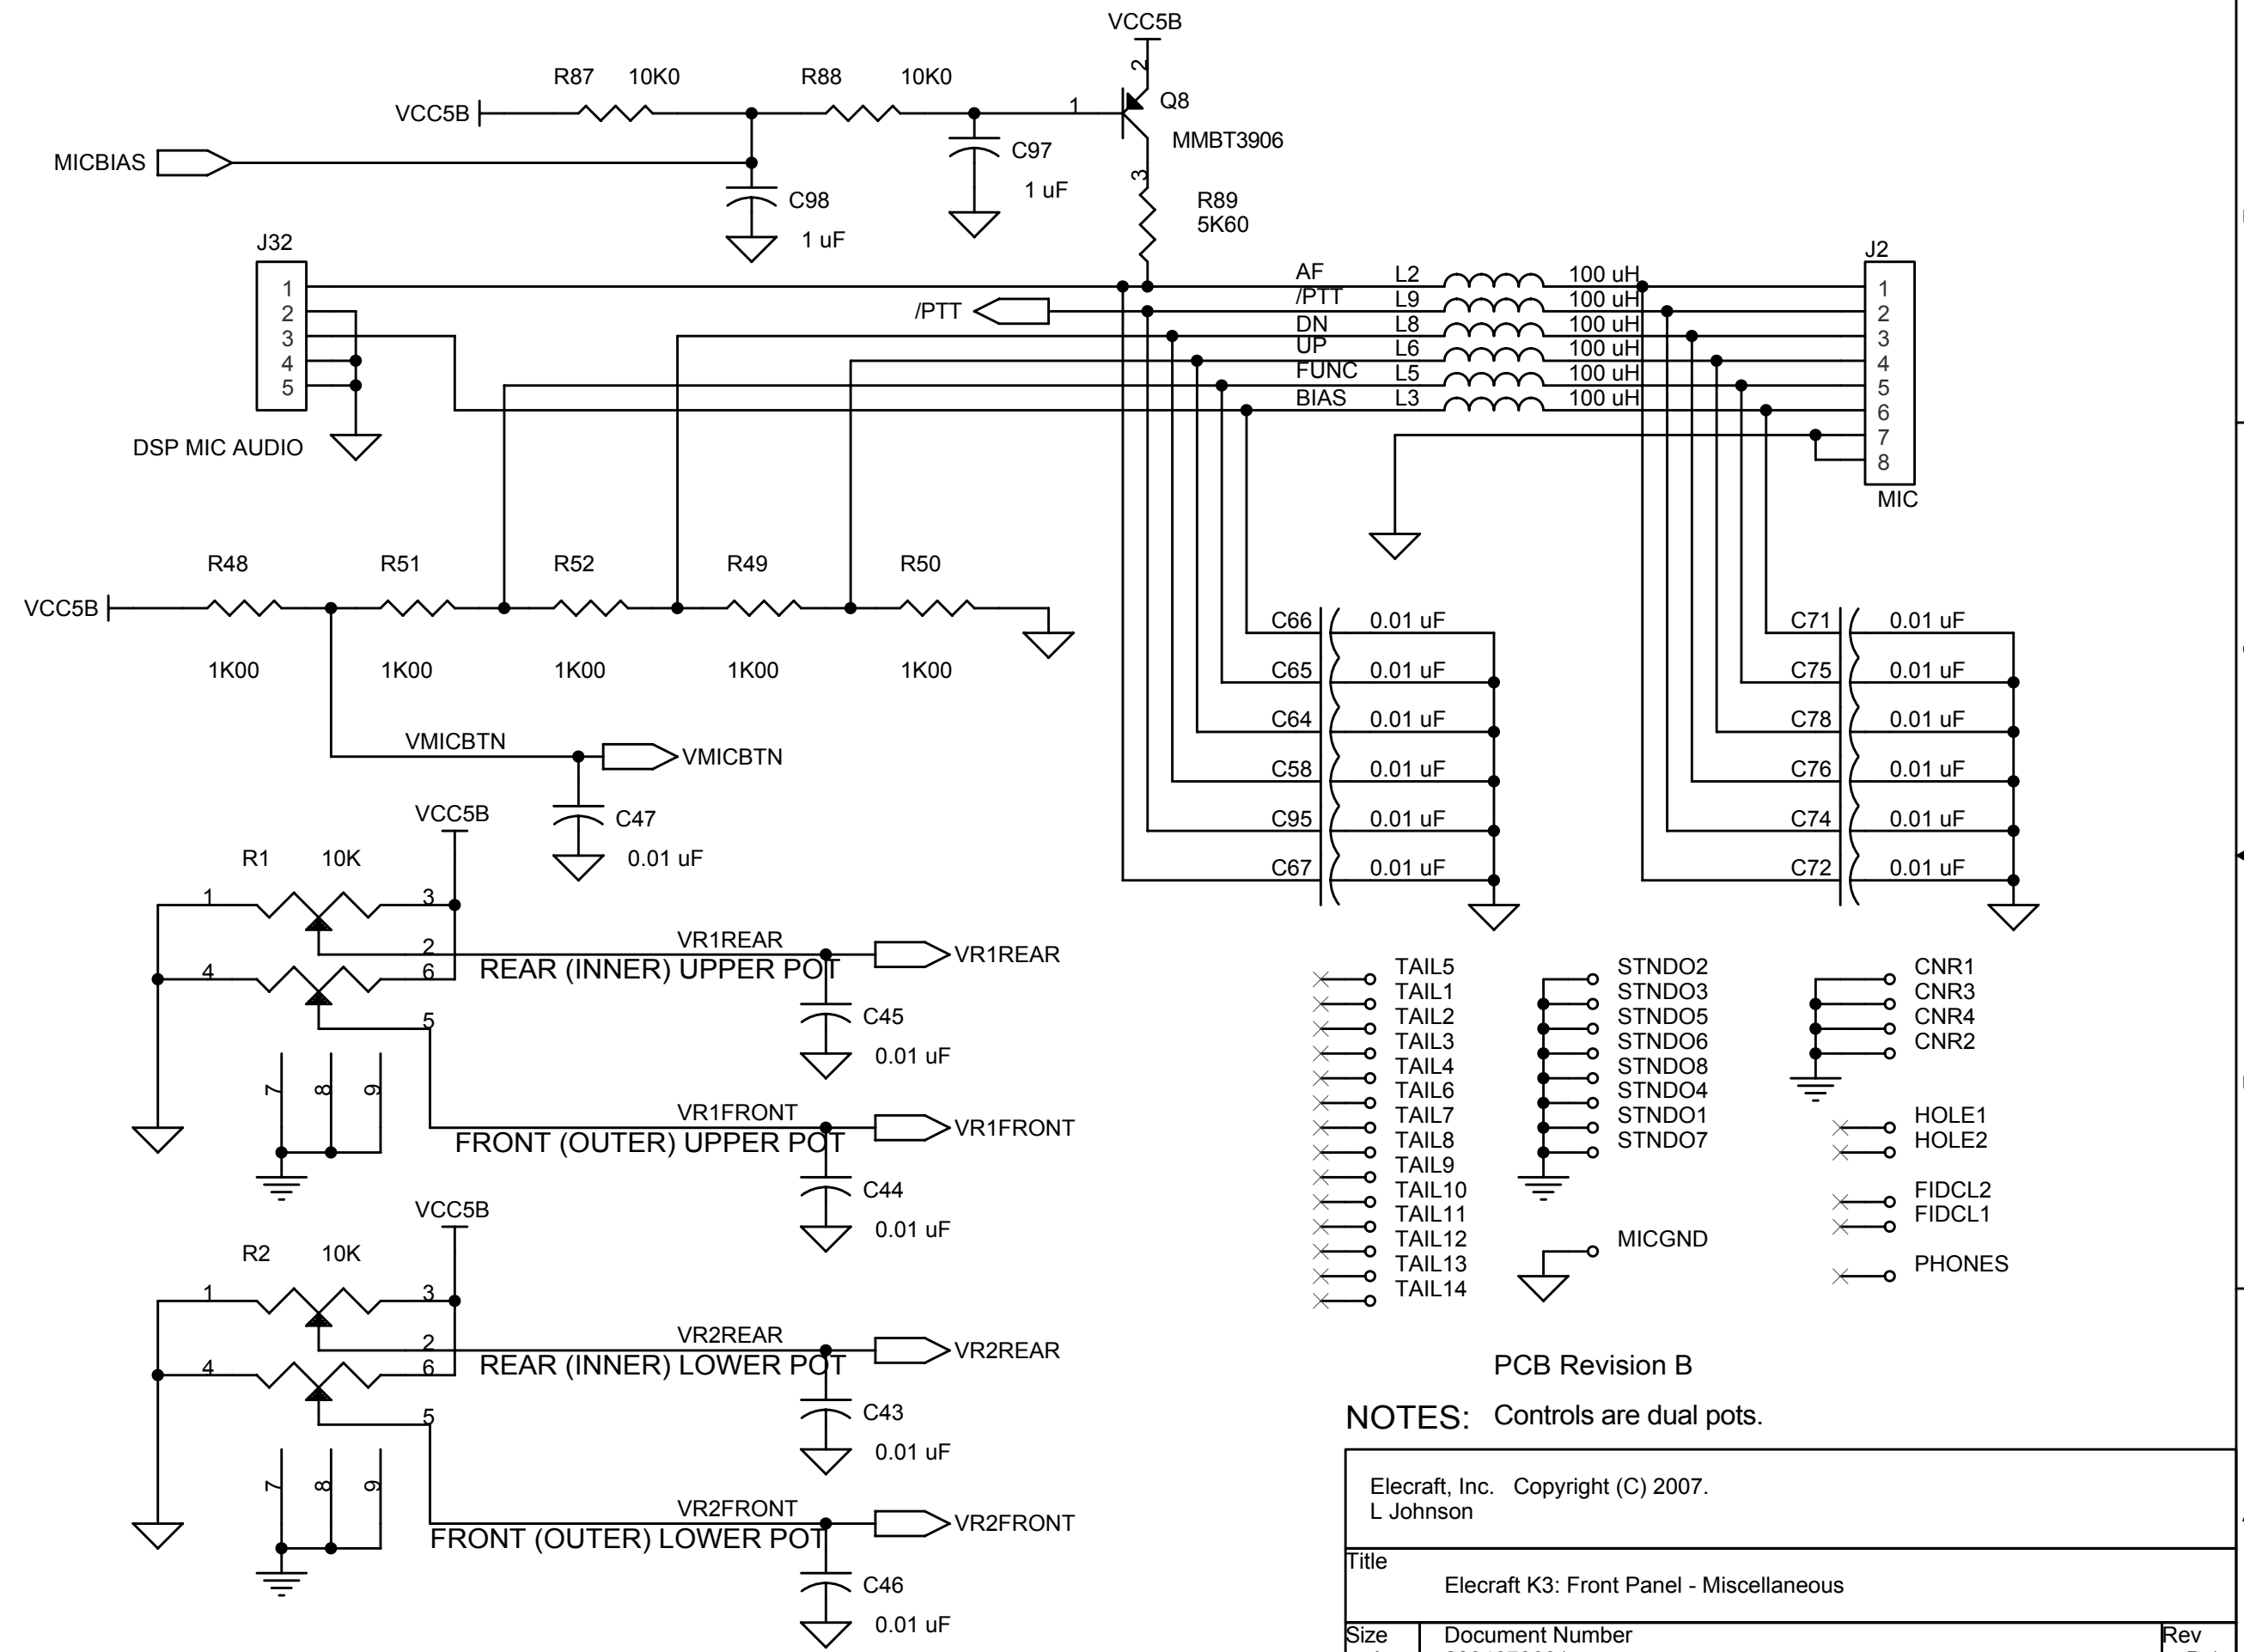 VCC5B
R87 10K0 R88 10K0
2
1
Q8
VCC5B
MMBT3906
C97
MICBIAS
3
1 uF
C98
R89
5K60
1 uF
J32
J2
AF L2 100 uH
1
1
/PTT L9 100 uH
/PTT
2
2
DN L8 100 uH
3
3
UP L6 100 uH
4
4
FUNC L5 100 uH
5
5
BIAS L3 100 uH
6
7
8
DSP MIC AUDIO
MIC
R48 R51 R52 R49 R50
VCC5B
1K00 1K00 1K00 1K00 1K00
C66 0.01 uF C71 0.01 uF
C65 0.01 uF C75 0.01 uF
C64 0.01 uF C78 0.01 uF
C58 0.01 uF C76 0.01 uF
C95 0.01 uF C74 0.01 uF
C67 0.01 uF C72 0.01 uF
VMICBTN
VMICBTN
C47
0.01 uF
VCC5B
R1 10K
1 3
2
VR1REAR
VR1REAR
REAR (INNER) UPPER POT
4 6
5
C45
0.01 uF
7 8 9
VR1FRONT
VR1FRONT
FRONT (OUTER) UPPER POT
C44
0.01 uF
VCC5B
R2 10K
1 3
2
VR2REAR
VR2REAR
REAR (INNER) LOWER POT
4 6
5
C43
0.01 uF
7 8 9
VR2FRONT
VR2FRONT
FRONT (OUTER) LOWER POT
C46
0.01 uF
TAIL5
TAIL1
TAIL2
TAIL3
TAIL4
TAIL6
TAIL7
TAIL8
TAIL9
TAIL10
TAIL11
TAIL12
TAIL13
TAIL14
STNDO2
STNDO3
STNDO5
STNDO6
STNDO8
STNDO4
STNDO1
STNDO7
MICGND
CNR1
CNR3
CNR4
CNR2
HOLE1
HOLE2
FIDCL2
FIDCL1
PHONES
PCB Revision B
NOTES: Controls are dual pots.
Elecraft, Inc. Copyright (C) 2007.
L Johnson
Title
Elecraft K3: Front Panel - Miscellaneous
Size Document Number Rev